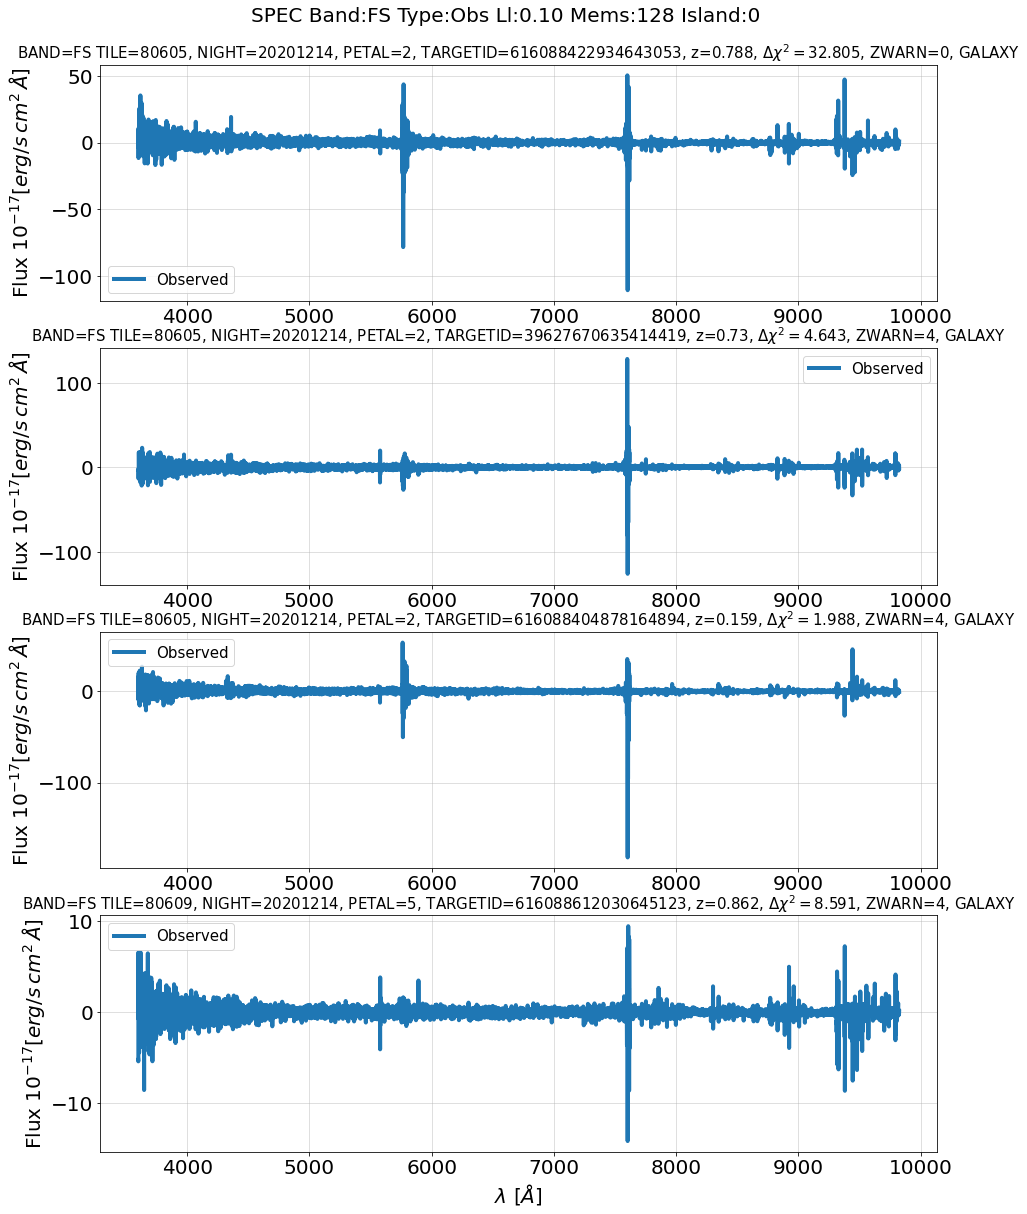 SPEC Band:FS Type:Obs Ll:0.10 Mems:128 Island:0
BAND=FS TILE=80605, NIGHT=20201214, PETAL=2, TARGETID=616088422934643053, z=0.788, Δχ² = 32.805, ZWARN=0, GALAXY
Flux 10⁻¹⁷[erg/s cm² Å]
50
0
−50
−100
Observed
4000 5000 6000 7000 8000 9000 10000
BAND=FS TILE=80605, NIGHT=20201214, PETAL=2, TARGETID=39627670635414419, z=0.73, Δχ² = 4.643, ZWARN=4, GALAXY
Flux 10⁻¹⁷[erg/s cm² Å]
100
0
−100
Observed
4000 5000 6000 7000 8000 9000 10000
BAND=FS TILE=80605, NIGHT=20201214, PETAL=2, TARGETID=616088404878164894, z=0.159, Δχ² = 1.988, ZWARN=4, GALAXY
Flux 10⁻¹⁷[erg/s cm² Å]
0
−100
Observed
4000 5000 6000 7000 8000 9000 10000
BAND=FS TILE=80609, NIGHT=20201214, PETAL=5, TARGETID=616088612030645123, z=0.862, Δχ² = 8.591, ZWARN=4, GALAXY
Flux 10⁻¹⁷[erg/s cm² Å]
10
0
−10
Observed
4000 5000 6000 7000 8000 9000 10000
λ [Å]